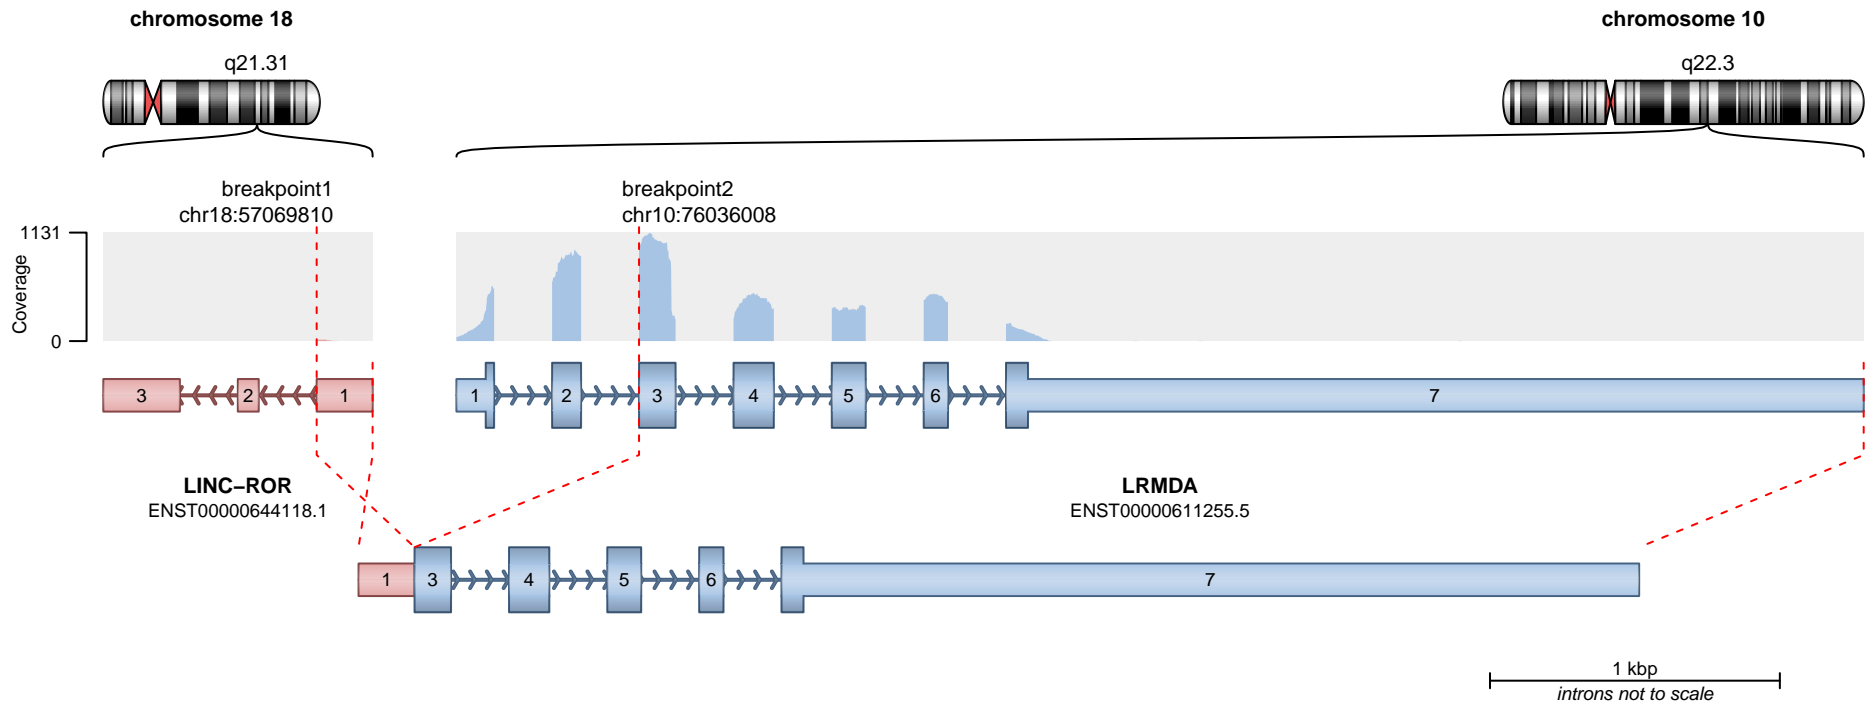 chromosome 18
chromosome 10
q21.31
q22.3
breakpoint1
chr18:57069810
breakpoint2
chr10:76036008
1131
Coverage
0
3 2 1
1 2 3 4 5 6 7
LINC−ROR
ENST00000644118.1
LRMDA
ENST00000611255.5
1 3 4 5 6 7
1 kbp
introns not to scale